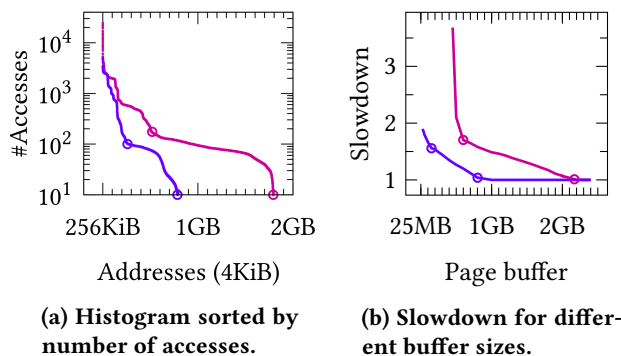 #Accesses
10^4
10^3
10^2
10^1
256KiB 1GB 2GB
Addresses (4KiB)
(a) Histogram sorted by
number of accesses.
Slowdown
3
2
1
25MB 1GB 2GB
Page buffer
(b) Slowdown for differ-
ent buffer sizes.